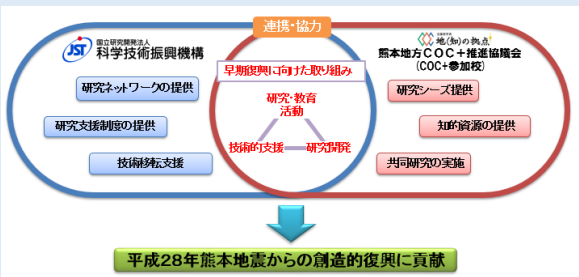 連携・協力
JST
国立研究開発法人
科学技術振興機構
地(知)の拠点
熊本地方COC+推進協議会
(COC+参加校)
早期復興に向けた取り組み
研究ネットワークの提供
研究支援制度の提供
技術移転支援
研究・教育
活動
技術的支援
研究開発
研究シーズ提供
知的資源の提供
共同研究の実施
平成28年熊本地震からの創造的復興に貢献